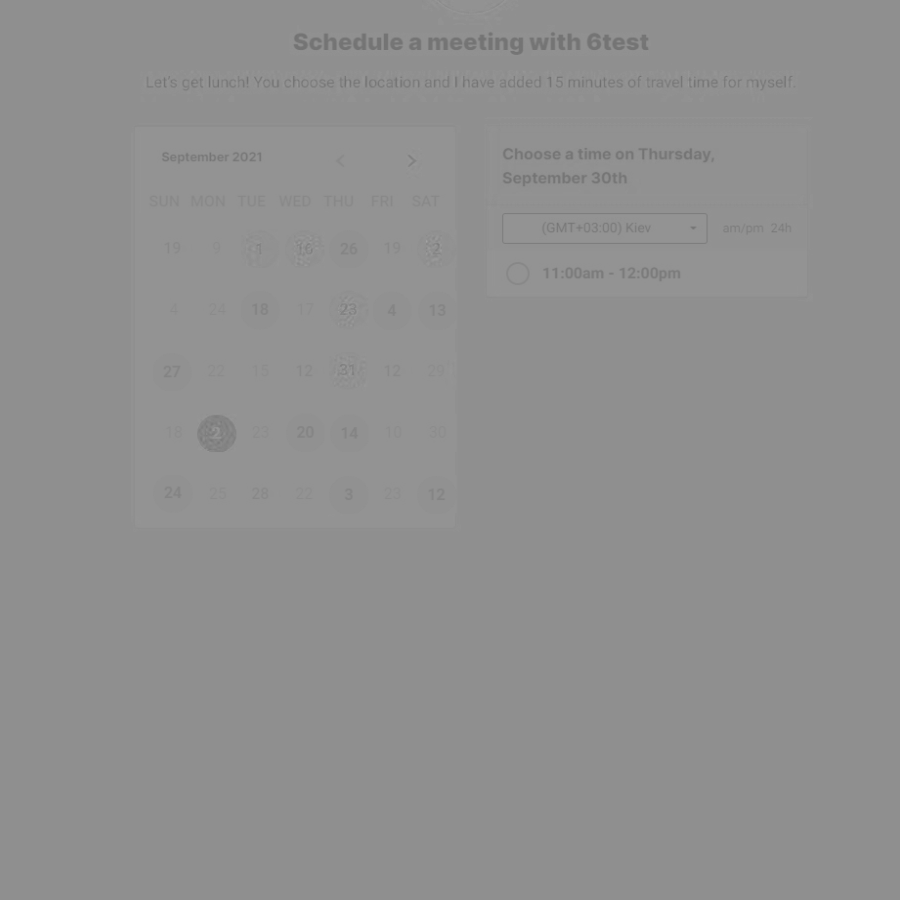 Schedule a meeting with 6test
Let's get lunch! You choose the location and I have added 15 minutes of travel time for myself.
September 2021 < >
SUN MON TUE WED THU FRI SAT
19 9 1 16 26 19 2
4 24 18 17 23 4 13
27 22 15 12 31 12 29
18 2 23 20 14 10 30
24 25 28 22 3 23 12
Choose a time on Thursday,
September 30th
(GMT+03:00) Kiev am/pm 24h
11:00am - 12:00pm